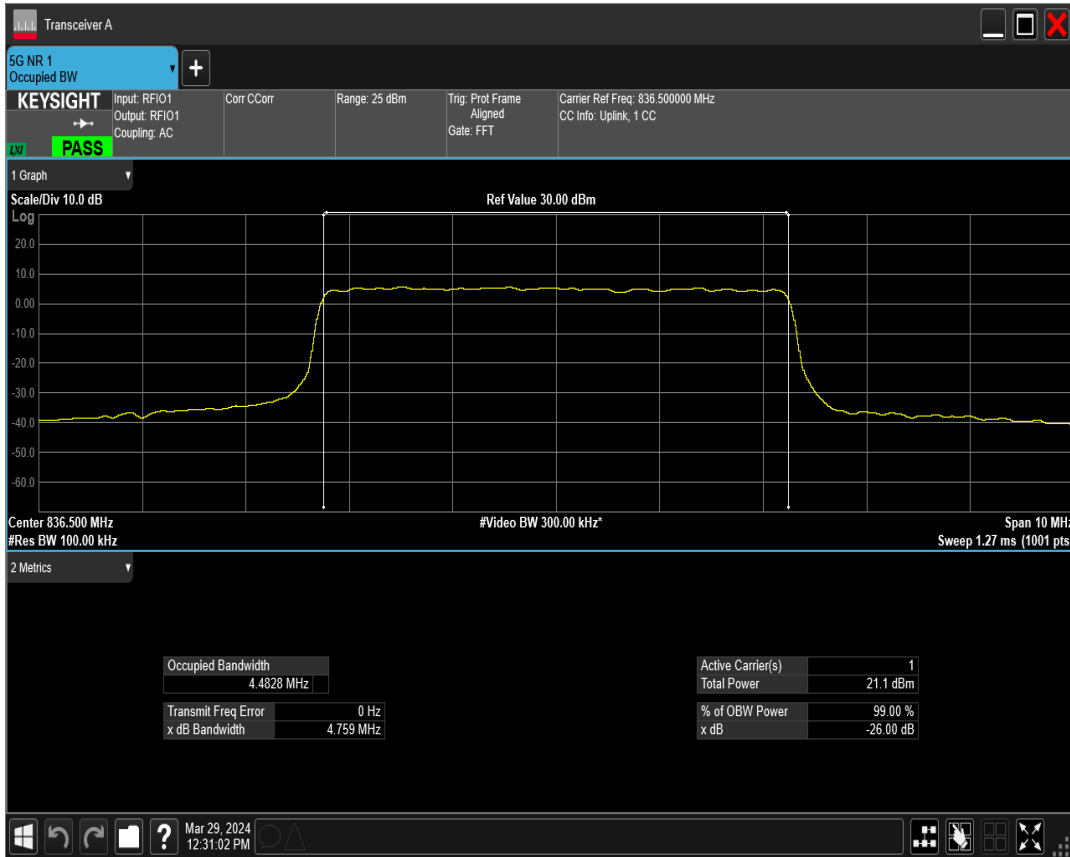 Transceiver A
5G NR 1
Occupied BW
KEYSIGHT
LXI
PASS
Input: RFIO1
Output: RFIO1
Coupling: AC
Corr CCorr
Range: 25 dBm
Trig: Prot Frame
Aligned
Gate: FFT
Carrier Ref Freq: 836.500000 MHz
CC Info: Uplink, 1 CC
1 Graph
Scale/Div 10.0 dB
Ref Value 30.00 dBm
Log
20.0
10.0
0.00
-10.0
-20.0
-30.0
-40.0
-50.0
-60.0
Center 836.500 MHz
#Video BW 300.00 kHz*
Span 10 MHz
#Res BW 100.00 kHz
Sweep 1.27 ms (1001 pts
2 Metrics
Occupied Bandwidth
4.4828 MHz
Transmit Freq Error 0 Hz
x dB Bandwidth 4.759 MHz
Active Carrier(s) 1
Total Power 21.1 dBm
% of OBW Power 99.00 %
x dB -26.00 dB
?
Mar 29, 2024
12:31:02 PM